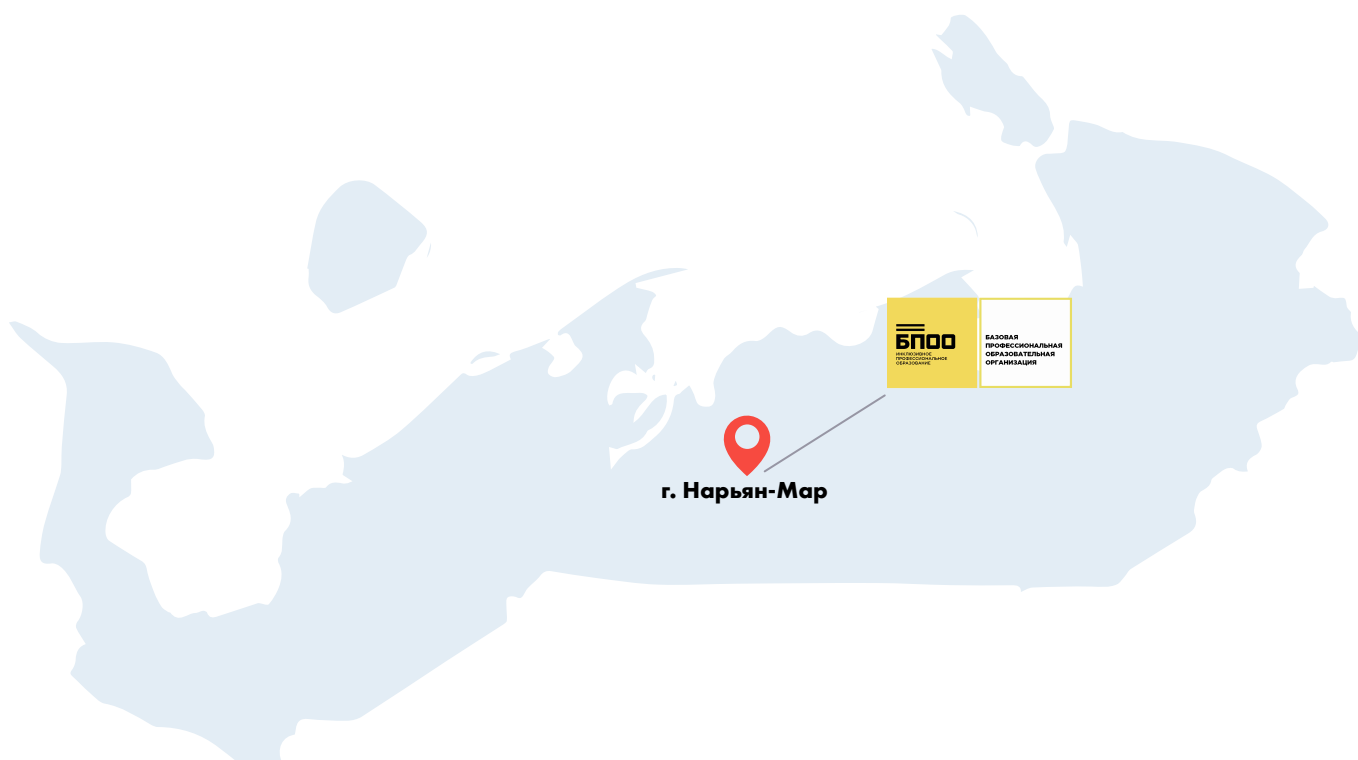 БПОО
ИНКЛЮЗИВНОЕ
ПРОФЕССИОНАЛЬНОЕ
ОБРАЗОВАНИЕ
БАЗОВАЯ
ПРОФЕССИОНАЛЬНАЯ
ОБРАЗОВАТЕЛЬНАЯ
ОРГАНИЗАЦИЯ
г. Нарьян-Мар